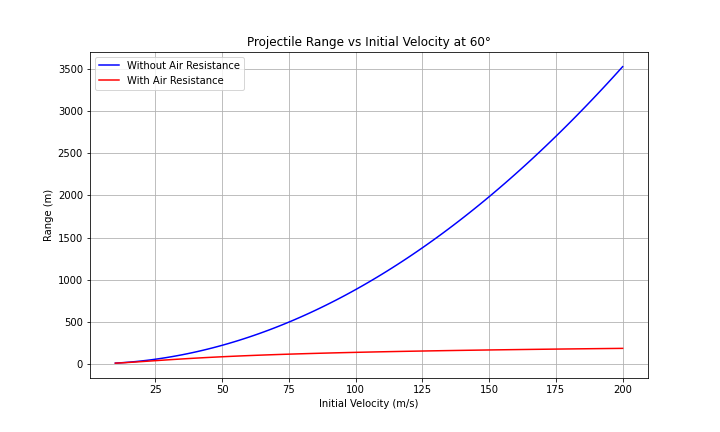 Projectile Range vs Initial Velocity at 60°
Without Air Resistance
With Air Resistance
Range (m)
3500
3000
2500
2000
1500
1000
500
0
25 50 75 100 125 150 175 200
Initial Velocity (m/s)